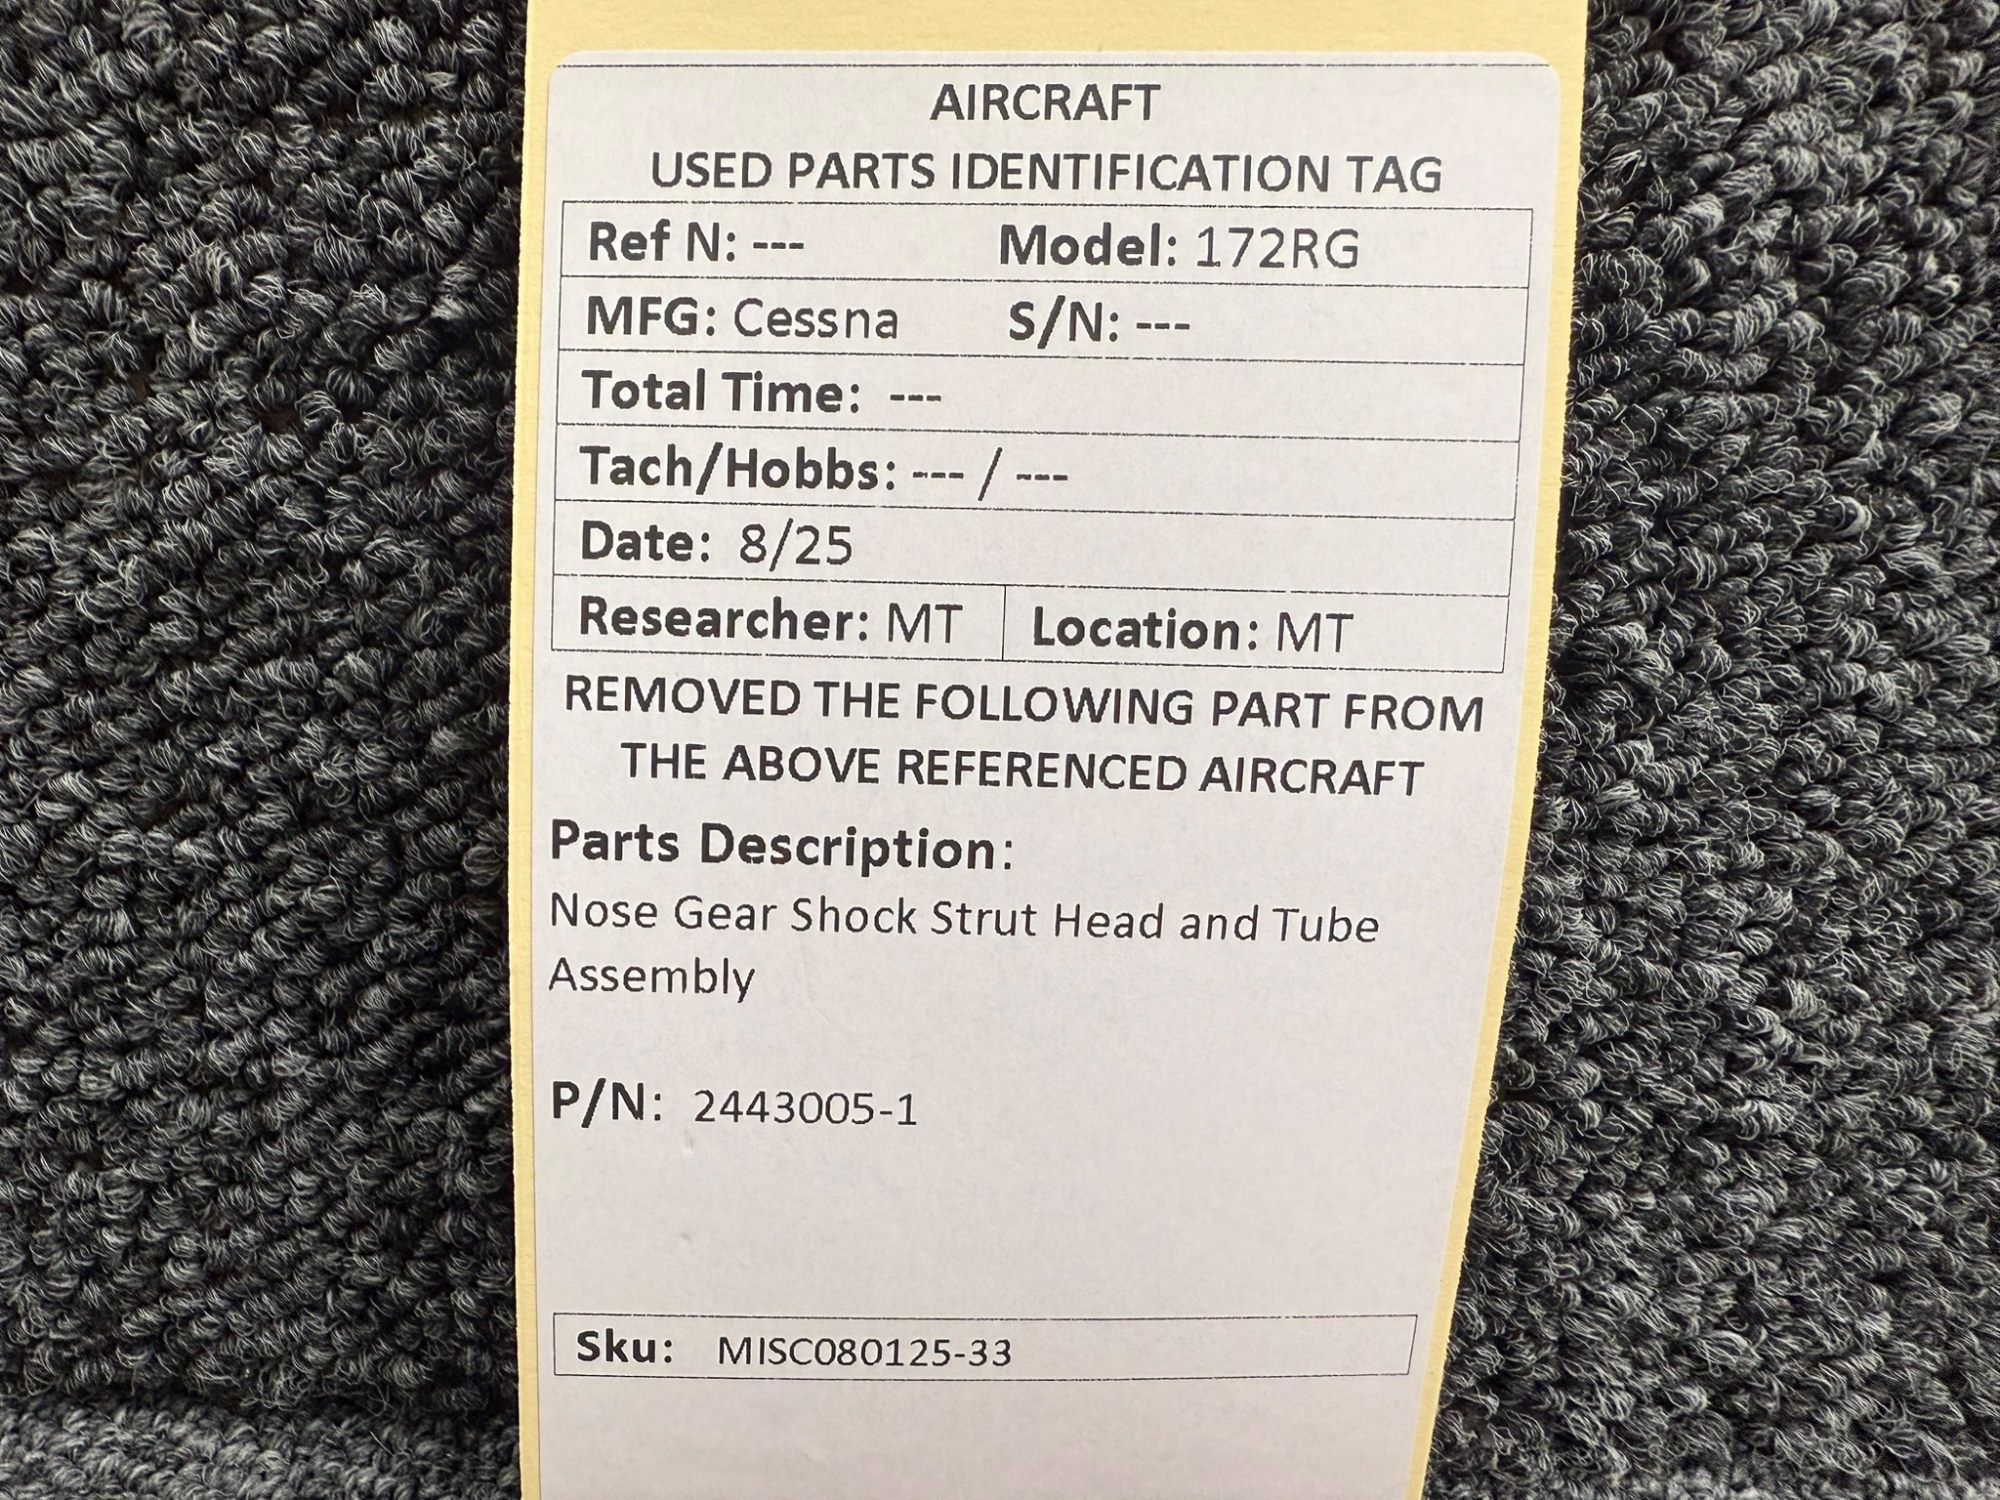 AIRCRAFT
USED PARTS IDENTIFICATION TAG
Ref N: --- Model: 172RG
MFG: Cessna S/N: ---
Total Time: ---
Tach/Hobbs: --- / ---
Date: 8/25
Researcher: MT Location: MT
REMOVED THE FOLLOWING PART FROM
THE ABOVE REFERENCED AIRCRAFT
Parts Description:
Nose Gear Shock Strut Head and Tube
Assembly
P/N: 2443005-1
Sku: MISC080125-33